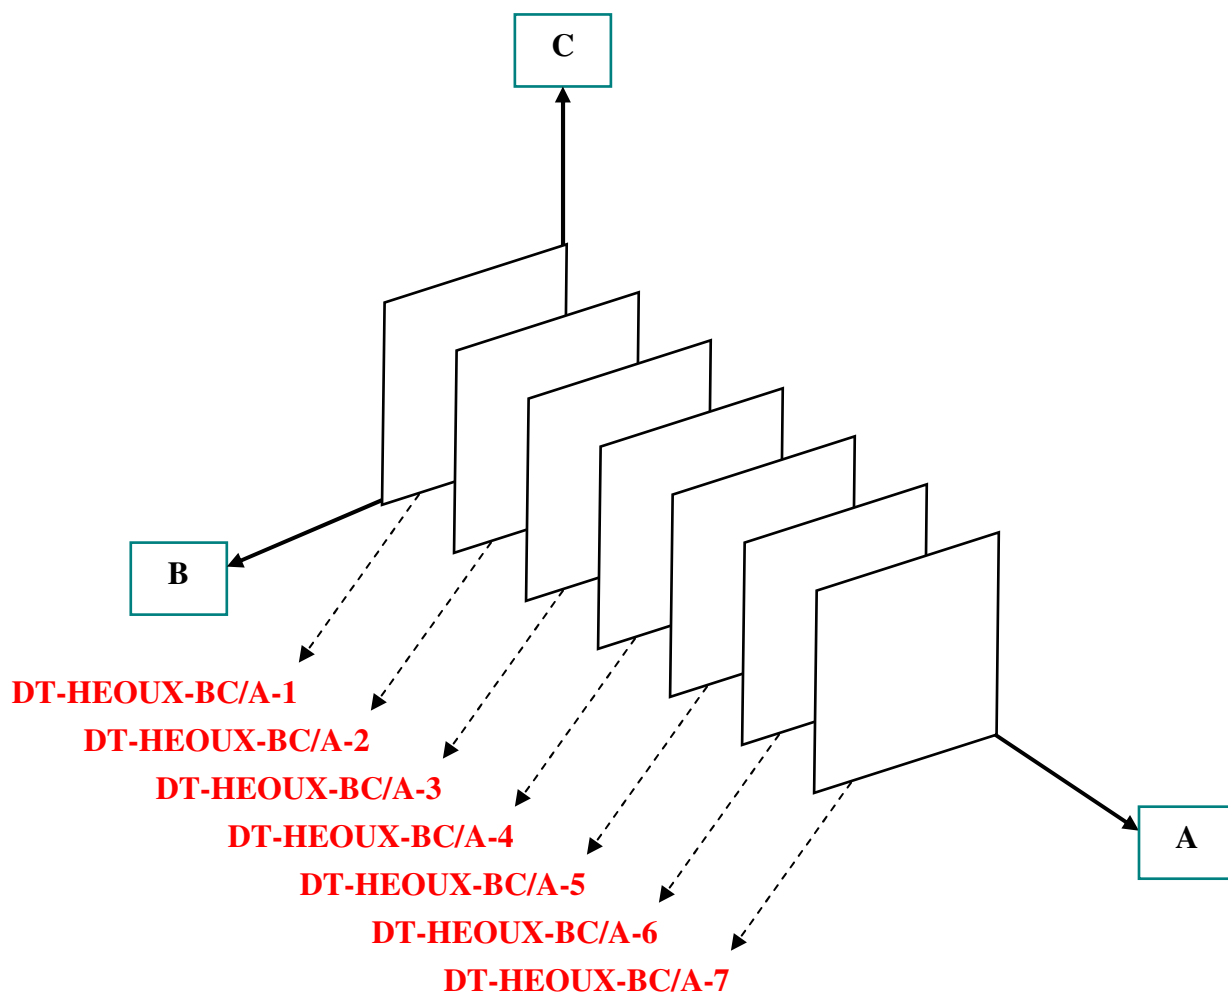 C
B
DT-HEOUX-BC/A-1
DT-HEOUX-BC/A-2
DT-HEOUX-BC/A-3
DT-HEOUX-BC/A-4
A
DT-HEOUX-BC/A-5
DT-HEOUX-BC/A-6
DT-HEOUX-BC/A-7